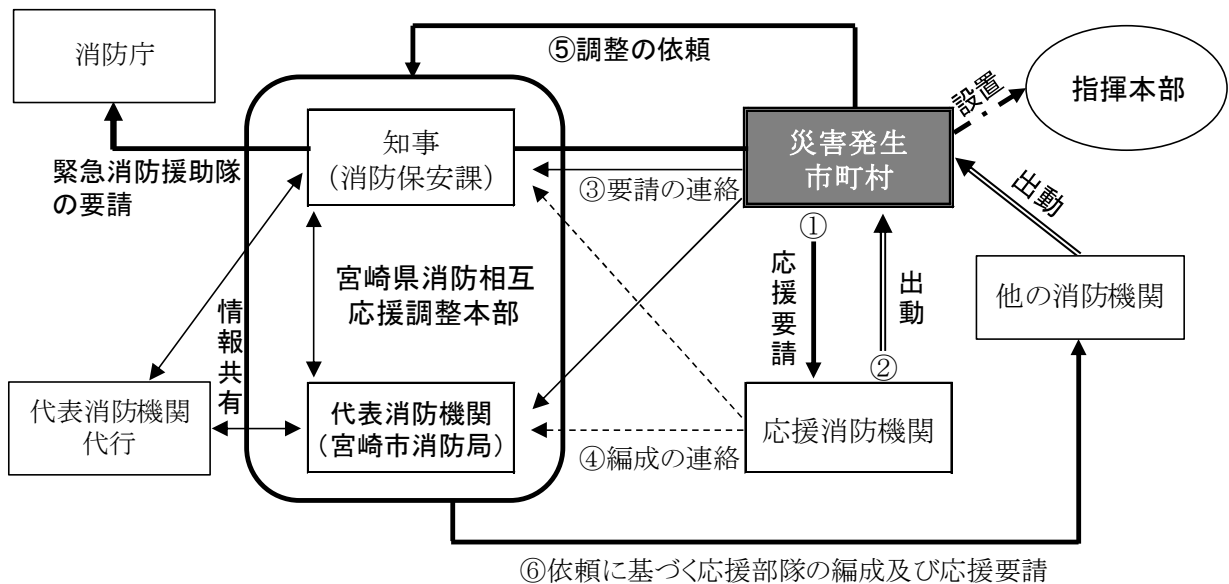 消防庁
⑤調整の依頼
設置
指揮本部
知事
（消防保安課）
災害発生
市町村
緊急消防援助隊
の要請
③要請の連絡
出動
①
応援要請
出動
②
他の消防機関
宮崎県消防相互
応援調整本部
情報共有
代表消防機関
代行
代表消防機関
（宮崎市消防局）
応援消防機関
④編成の連絡
⑥依頼に基づく応援部隊の編成及び応援要請